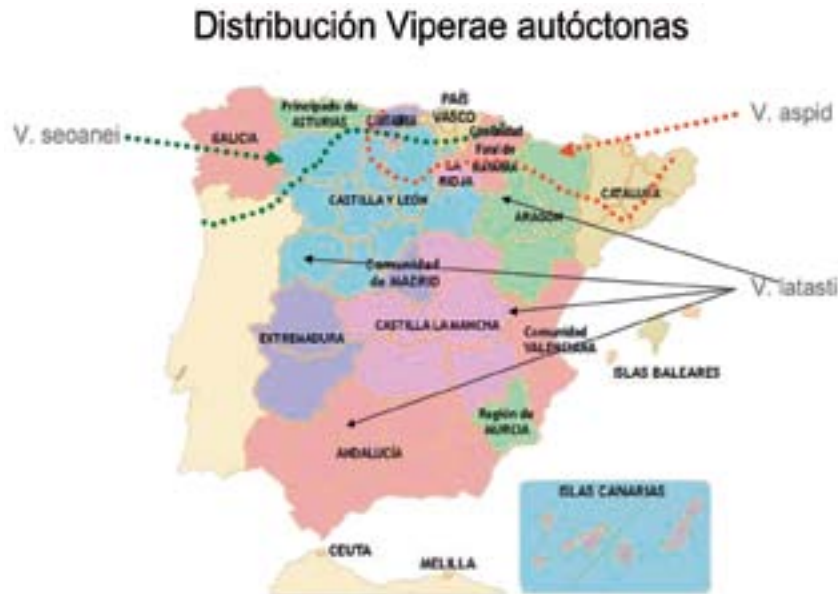 Distribución Viperae autóctonas
V. seoanei
V. aspid
V. latasti
GALICIA
Principado de
ASTURIAS
CANTABRIA
PAÍS
VASCO
Comunidad
Foral de
NAVARRA
LA
RIOJA
CASTILLA Y LEÓN
ARAGÓN
CATALUÑA
Comunidad
de MADRID
EXTREMADURA
CASTILLA LA MANCHA
Comunidad
VALENCIANA
ISLAS BALEARES
Región de
MURCIA
ANDALUCÍA
ISLAS CANARIAS
CEUTA
MELILLA